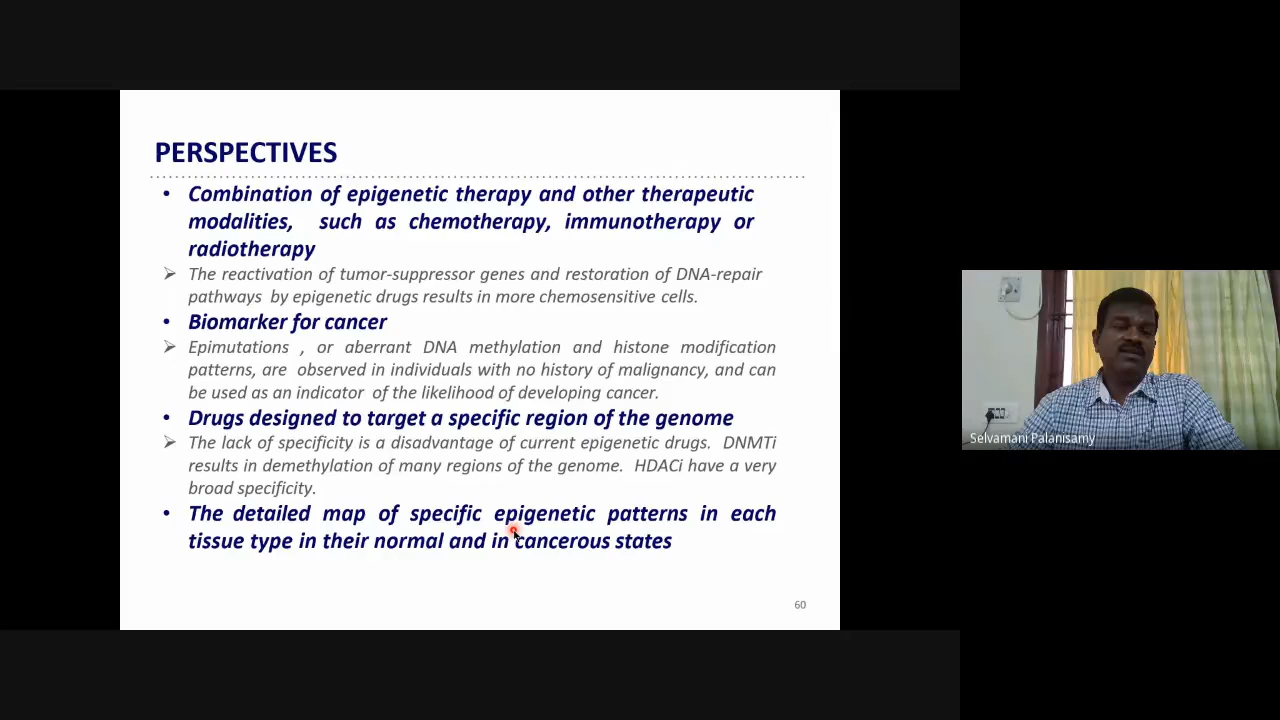 PERSPECTIVES
• Combination of epigenetic therapy and other therapeutic
modalities, such as chemotherapy, immunotherapy or
radiotherapy
➢ The reactivation of tumor-suppressor genes and restoration of DNA-repair
pathways by epigenetic drugs results in more chemosensitive cells.
• Biomarker for cancer
➢ Epimutations , or aberrant DNA methylation and histone modification
patterns, are observed in individuals with no history of malignancy, and can
be used as an indicator of the likelihood of developing cancer.
• Drugs designed to target a specific region of the genome
➢ The lack of specificity is a disadvantage of current epigenetic drugs. DNMTi
results in demethylation of many regions of the genome. HDACi have a very
broad specificity.
• The detailed map of specific epigenetic patterns in each
tissue type in their normal and in cancerous states
60
Selvamani Palanisamy